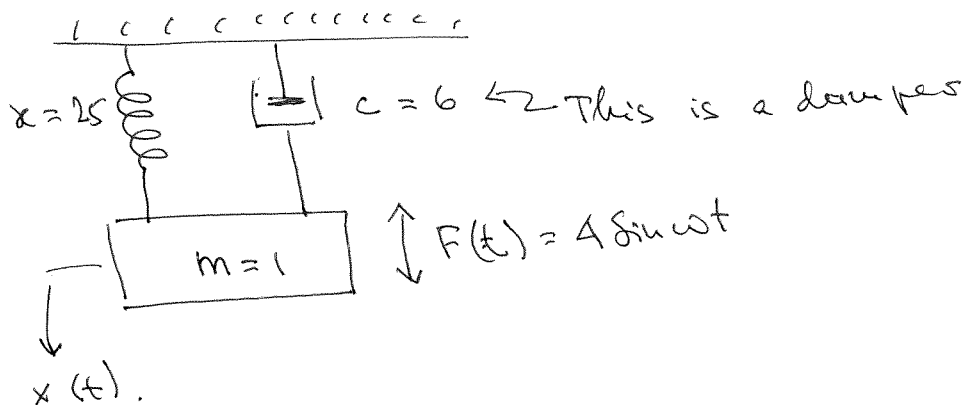 x = 25
c = 6 This is a damper
m = 1
F(t) = 4 sin ωt
x (t).